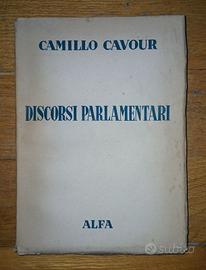 CAMILLO CAVOUR
DISCORSI PARLAMENTARI
ALFA
subito